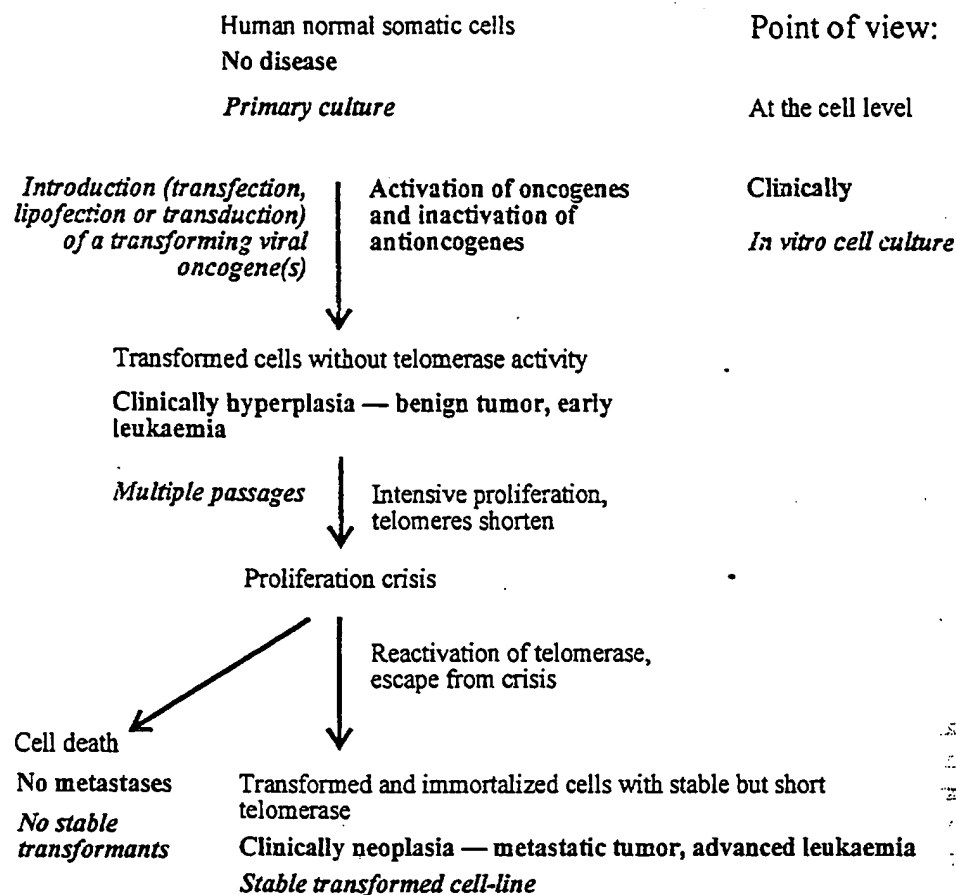 Human normal somatic cells
No disease
Primary culture
Point of view:
At the cell level
Clinically
In vitro cell culture
Introduction (transfection,
lipofection or transduction)
of a transforming viral
oncogene(s)
Activation of oncogenes
and inactivation of
antioncogenes
Transformed cells without telomerase activity
Clinically hyperplasia — benign tumor, early
leukaemia
Multiple passages
Intensive proliferation,
telomeres shorten
Proliferation crisis
Reactivation of telomerase,
escape from crisis
Cell death
No metastases
No stable
transformants
Transformed and immortalized cells with stable but short
telomerase
Clinically neoplasia — metastatic tumor, advanced leukaemia
Stable transformed cell-line